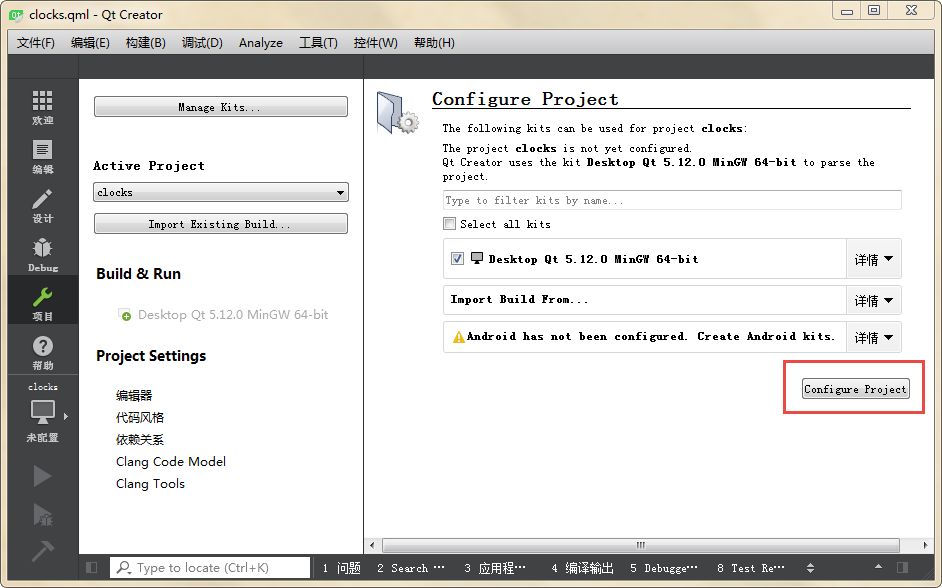 clocks.qml - Qt Creator
文件(F) 编辑(E) 构建(B) 调试(D) Analyze 工具(T) 控件(W) 帮助(H)
欢迎
编辑
设计
Debug
项目
帮助
clocks
未配置
Manage Kits...
Active Project
clocks
Import Existing Build...
Build & Run
Desktop Qt 5.12.0 MinGW 64-bit
Project Settings
编辑器
代码风格
依赖关系
Clang Code Model
Clang Tools
Configure Project
The following kits can be used for project clocks:
The project clocks is not yet configured.
Qt Creator uses the kit Desktop Qt 5.12.0 MinGW 64-bit to parse the
project.
Type to filter kits by name...
Select all kits
Desktop Qt 5.12.0 MinGW 64-bit 详情
Import Build From... 详情
Android has not been configured. Create Android kits. 详情
Configure Project
Type to locate (Ctrl+K) 1 问题 2 Search ... 3 应用程... 4 编译输出 5 Debugge... 8 Test Re...